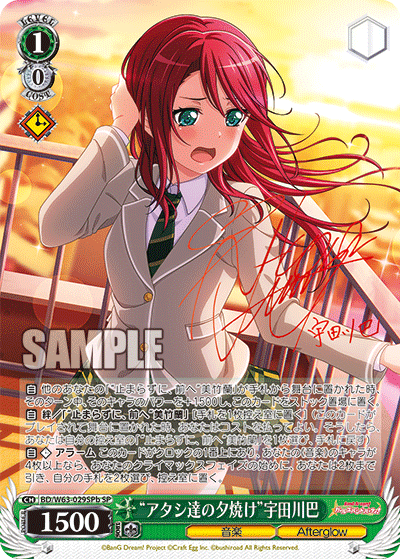 LEVEL
1
0
COST
宇田川巴
SAMPLE
自 他のあなたの「“止まらずに、前へ”美竹蘭」が手札から舞台に置かれた時、
そのターン中、そのキャラのパワーを＋1500し、このカードをストック置場に置く。
自 絆／「“止まらずに、前へ”美竹蘭」 [手札を1枚控え室に置く] （このカードが
プレイされて舞台に置かれた時、あなたはコストを払ってよい。そうしたら、
あなたは自分の控え室の「“止まらずに、前へ”美竹蘭」を1枚選び、手札に戻す）
自 アラーム このカードがクロックの1番上にあり、あなたの《音楽》のキャラが
4枚以上なら、あなたのクライマックスフェイズの始めに、あなたは2枚まで
引き、自分の手札を2枚選び、控え室に置く。
CH BD/W63-029SPb SP
1500
“アタシ達の夕焼け”宇田川巴
音楽
Afterglow
©BanG Dream! Project ©Craft Egg Inc. ©bushiroad All Rights Reserved.